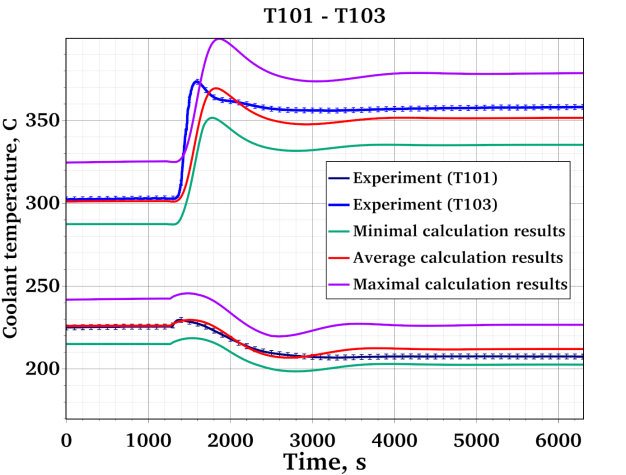 T101 - T103
Coolant temperature, C
350
300
250
200
Experiment (T101)
Experiment (T103)
Minimal calculation results
Average calculation results
Maximal calculation results
0 1000 2000 3000 4000 5000 6000
Time, s